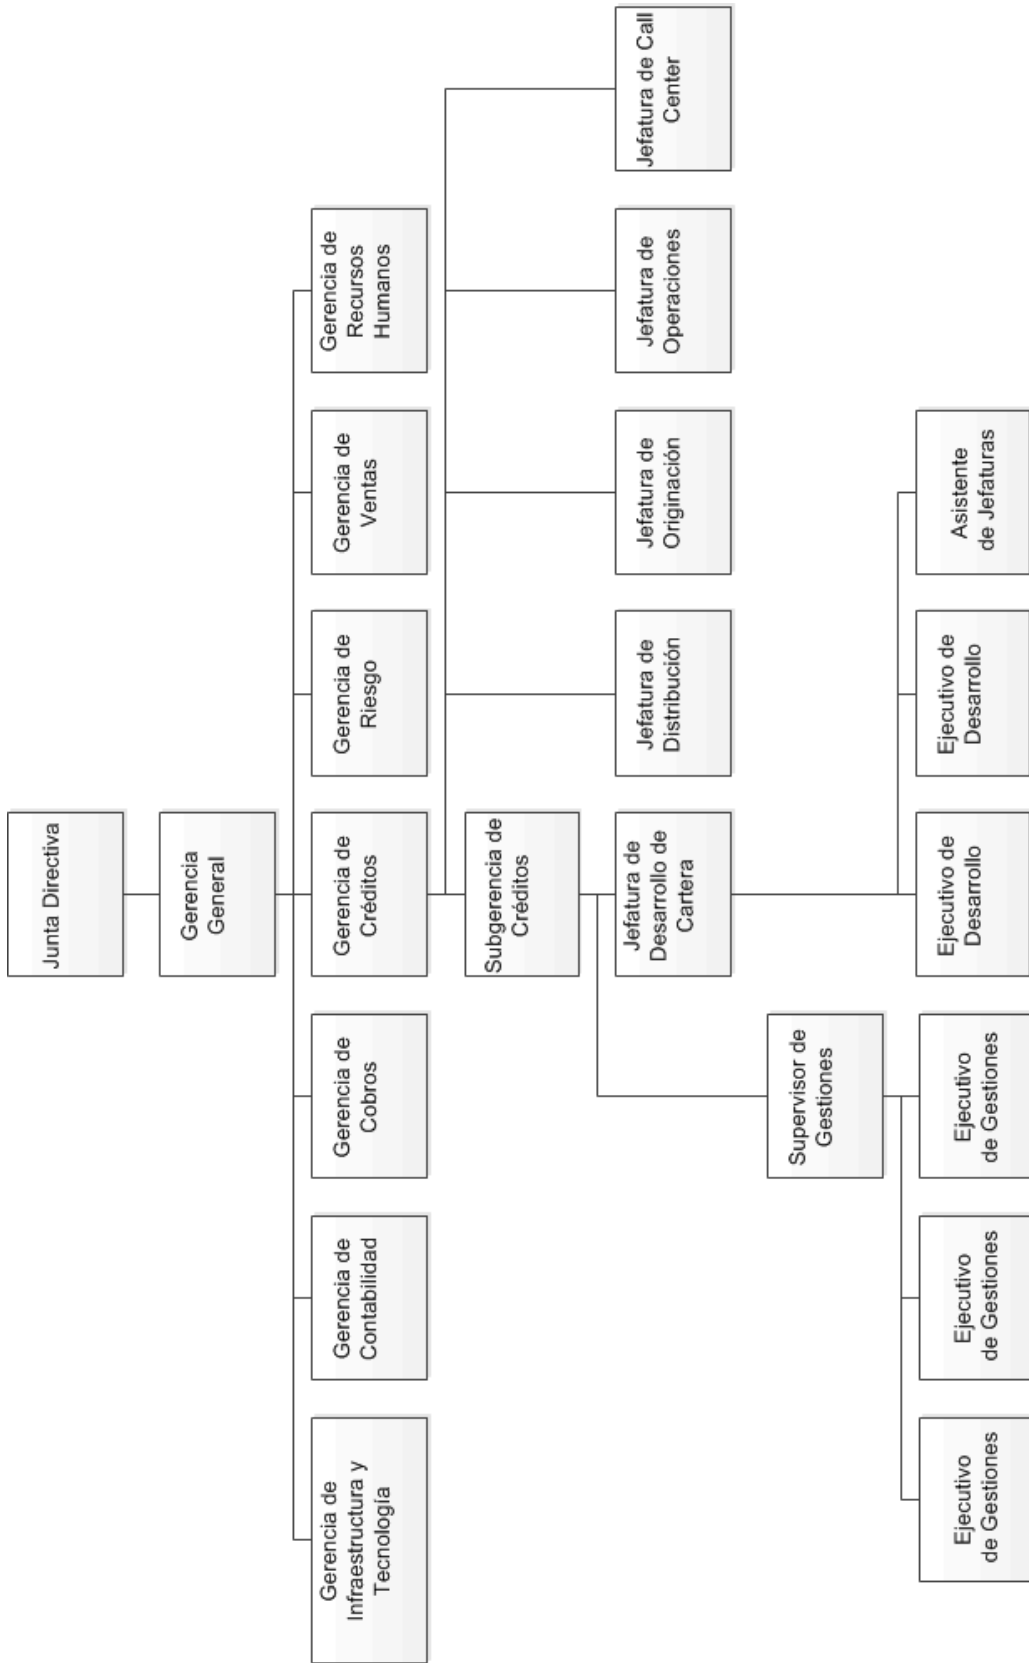 Junta Directiva
Gerencia
General
Gerencia de
Infraestructura y
Tecnología
Gerencia de
Contabilidad
Gerencia de
Cobros
Gerencia de
Créditos
Gerencia de
Riesgo
Gerencia de
Ventas
Gerencia de
Recursos
Humanos
Subgerencia de
Créditos
Jefatura de
Desarrollo de
Cartera
Jefatura de
Distribución
Jefatura de
Originación
Jefatura de
Operaciones
Jefatura de Call
Center
Supervisor de
Gestiones
Ejecutivo
de Gestiones
Ejecutivo
de Gestiones
Ejecutivo
de Gestiones
Ejecutivo de
Desarrollo
Ejecutivo de
Desarrollo
Asistente
de Jefaturas